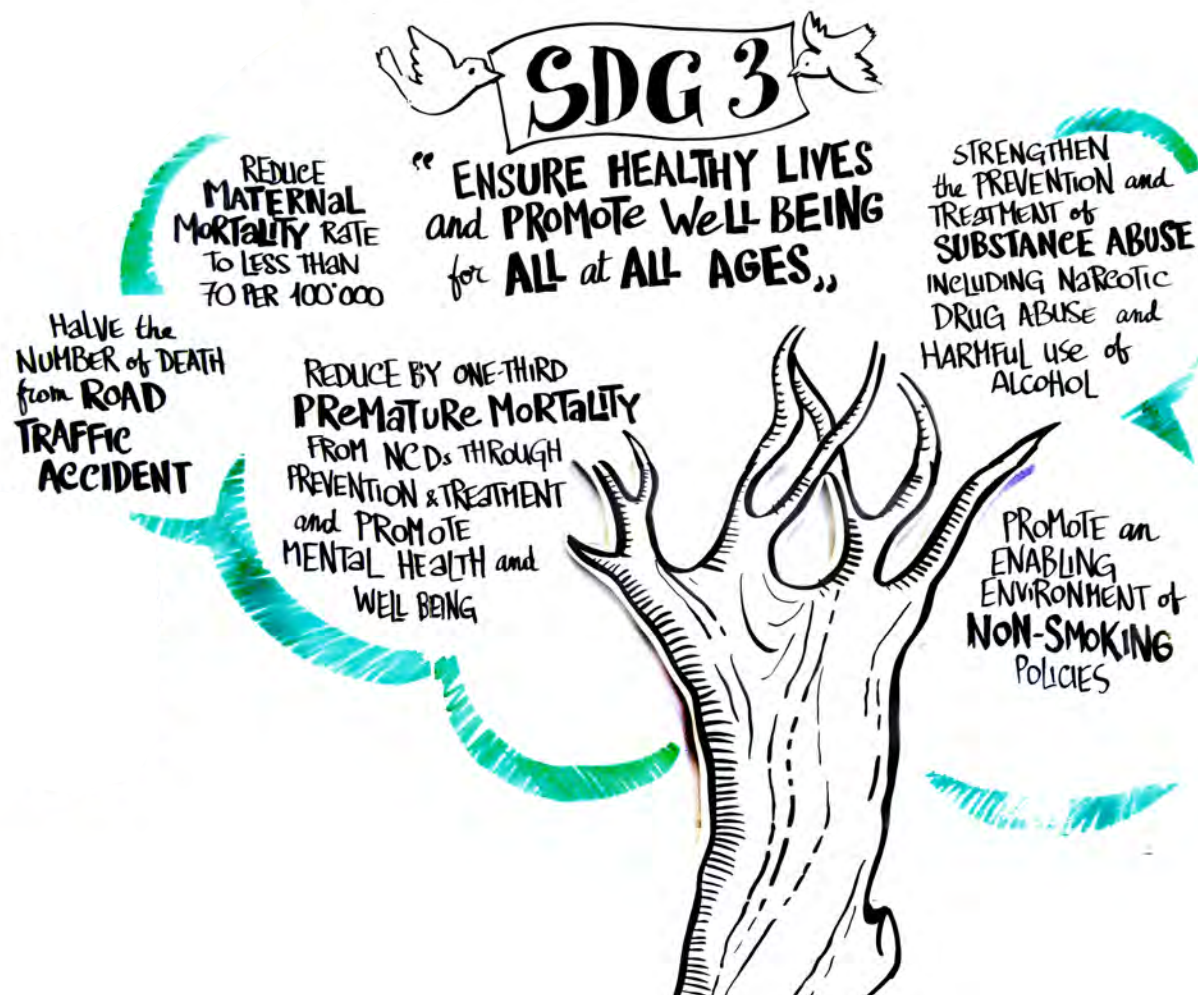 SDG 3
“ ENSURE HEALTHY LIVES
and PROMOTE WELL BEING
for ALL at ALL AGES„
REDUCE
MATERNAL
MORTALITY RATE
TO LESS THAN
70 PER 100'000
HALVE the
NUMBER of DEATH
from ROAD
TRAFFIC
ACCIDENT
REDUCE BY ONE-THIRD
PREMATURE MORTALITY
FROM NCDs THROUGH
PREVENTION & TREATMENT
and PROMOTE
MENTAL HEALTH and
WELL BEING
STRENGTHEN
the PREVENTION and
TREATMENT of
SUBSTANCE ABUSE
INCLUDING NARCOTIC
DRUG ABUSE and
HARMFUL USE of
ALCOHOL
PROMOTE an
ENABLING
ENVIRONMENT of
NON-SMOKING
POLICIES